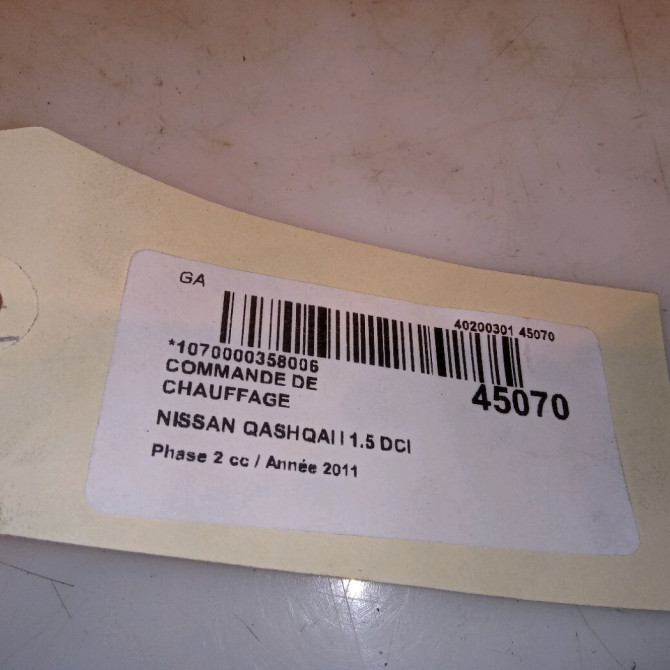 GA
40200301 45070
*1070000358006
COMMANDE DE
CHAUFFAGE
45070
NISSAN QASHQAI I 1.5 DCI
Phase 2 cc / Année 2011